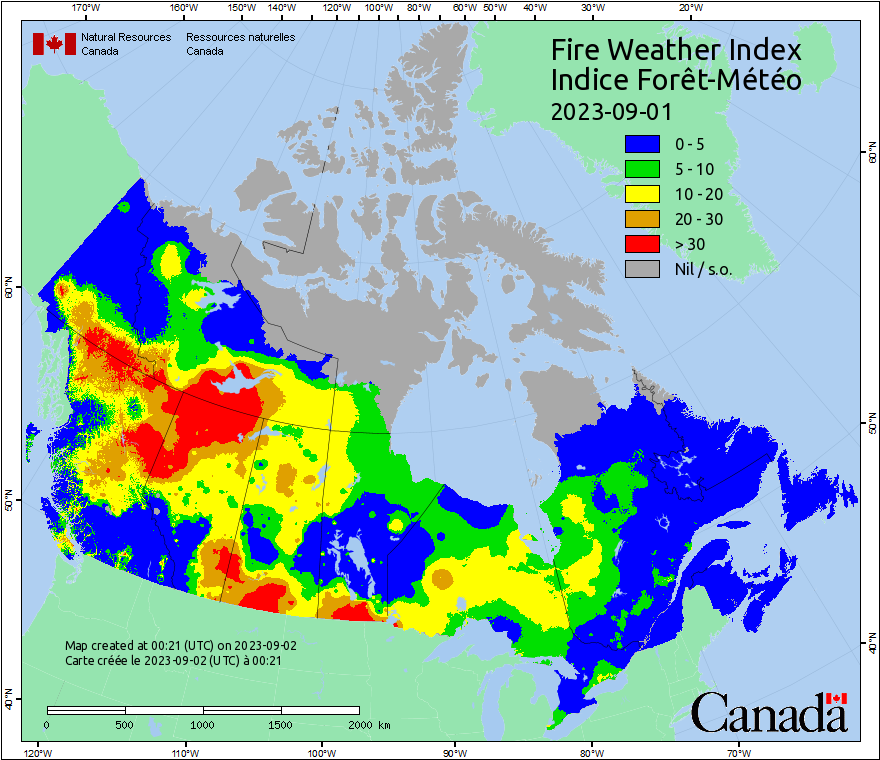 170°W 160°W 150°W 140°W 120°W 100°W 80°W 60°W 50°W 40°W 30°W 20°W
Natural Resources Ressources naturelles
Canada Canada
Fire Weather Index
Indice Forêt-Météo
2023-09-01
0 - 5
5 - 10
10 - 20
20 - 30
> 30
Nil / s.o.
60°N
60°N
50°N
50°N
40°N
40°N
Map created at 00:21 (UTC) on 2023-09-02
Carte créée le 2023-09-02 (UTC) à 00:21
0 500 1000 1500 2000 km
Canada
120°W 110°W 100°W 90°W 80°W 70°W